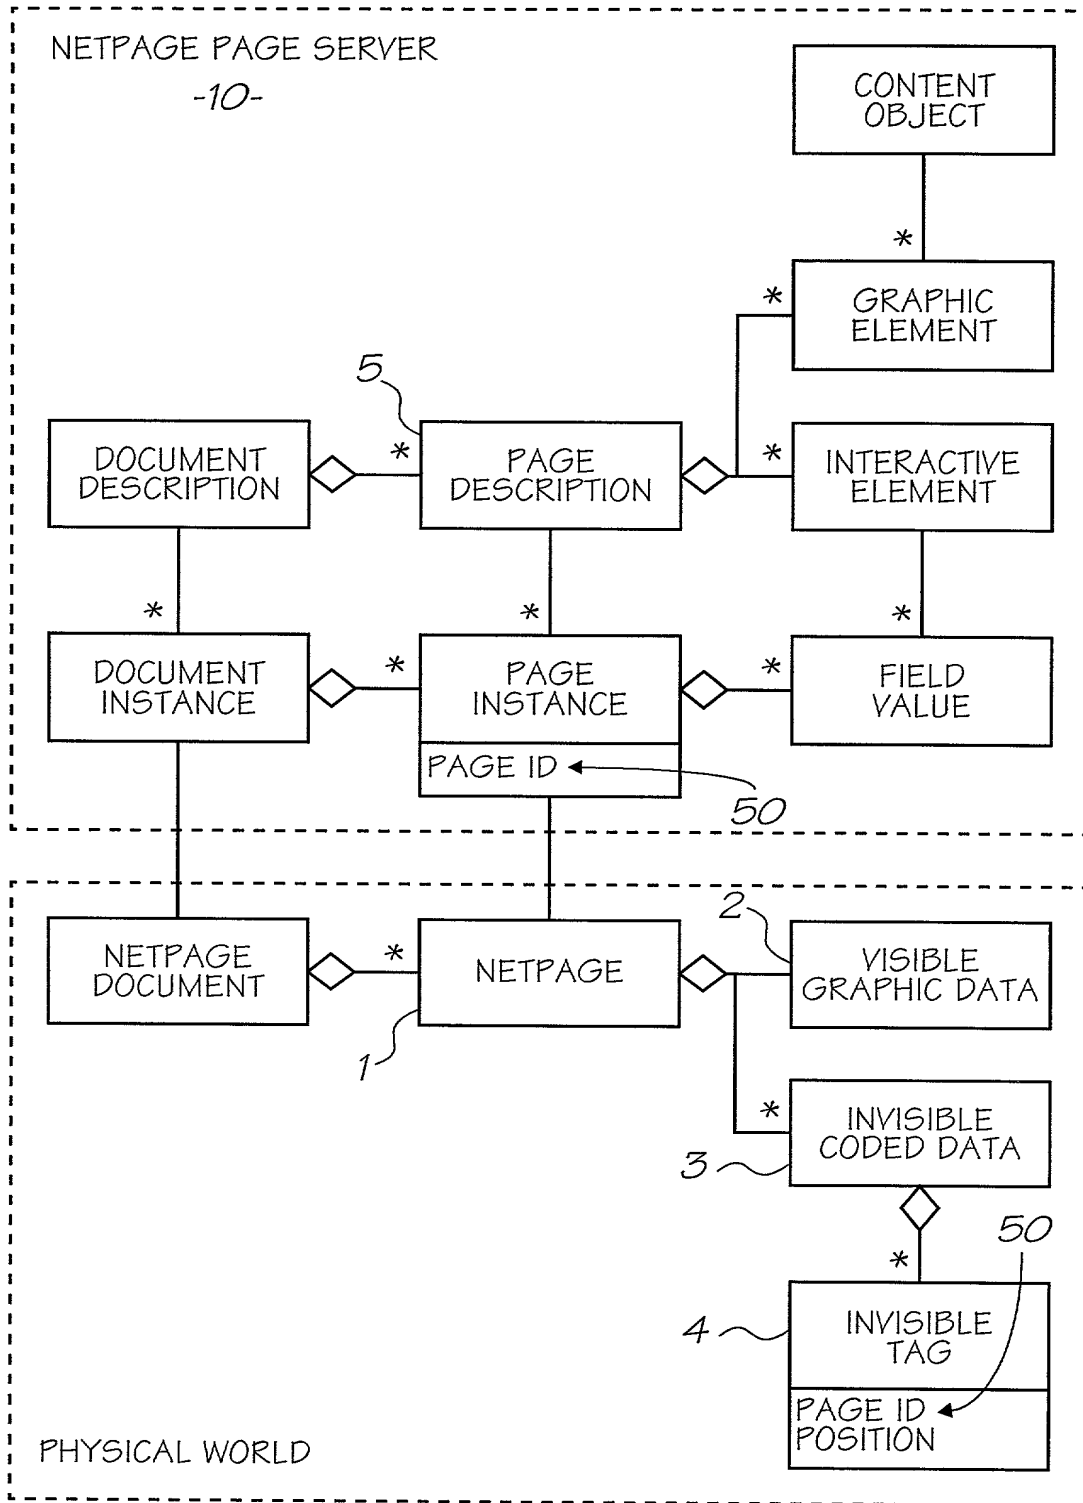 NETPAGE PAGE SERVER
-10-
CONTENT
OBJECT
*
GRAPHIC
ELEMENT
*
5
DOCUMENT
DESCRIPTION
*
PAGE
DESCRIPTION
*
INTERACTIVE
ELEMENT
*
*
*
DOCUMENT
INSTANCE
*
PAGE
INSTANCE
*
FIELD
VALUE
PAGE ID
50
2
NETPAGE
DOCUMENT
*
NETPAGE
VISIBLE
GRAPHIC DATA
1
*
INVISIBLE
CODED DATA
3
50
*
4
INVISIBLE
TAG
PAGE ID
POSITION
PHYSICAL WORLD